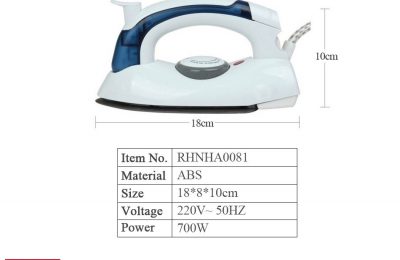 10cm
18cm
Item No. RHNHA0081
Material ABS
Size 18*8*10cm
Voltage 220V~ 50HZ
Power 700W